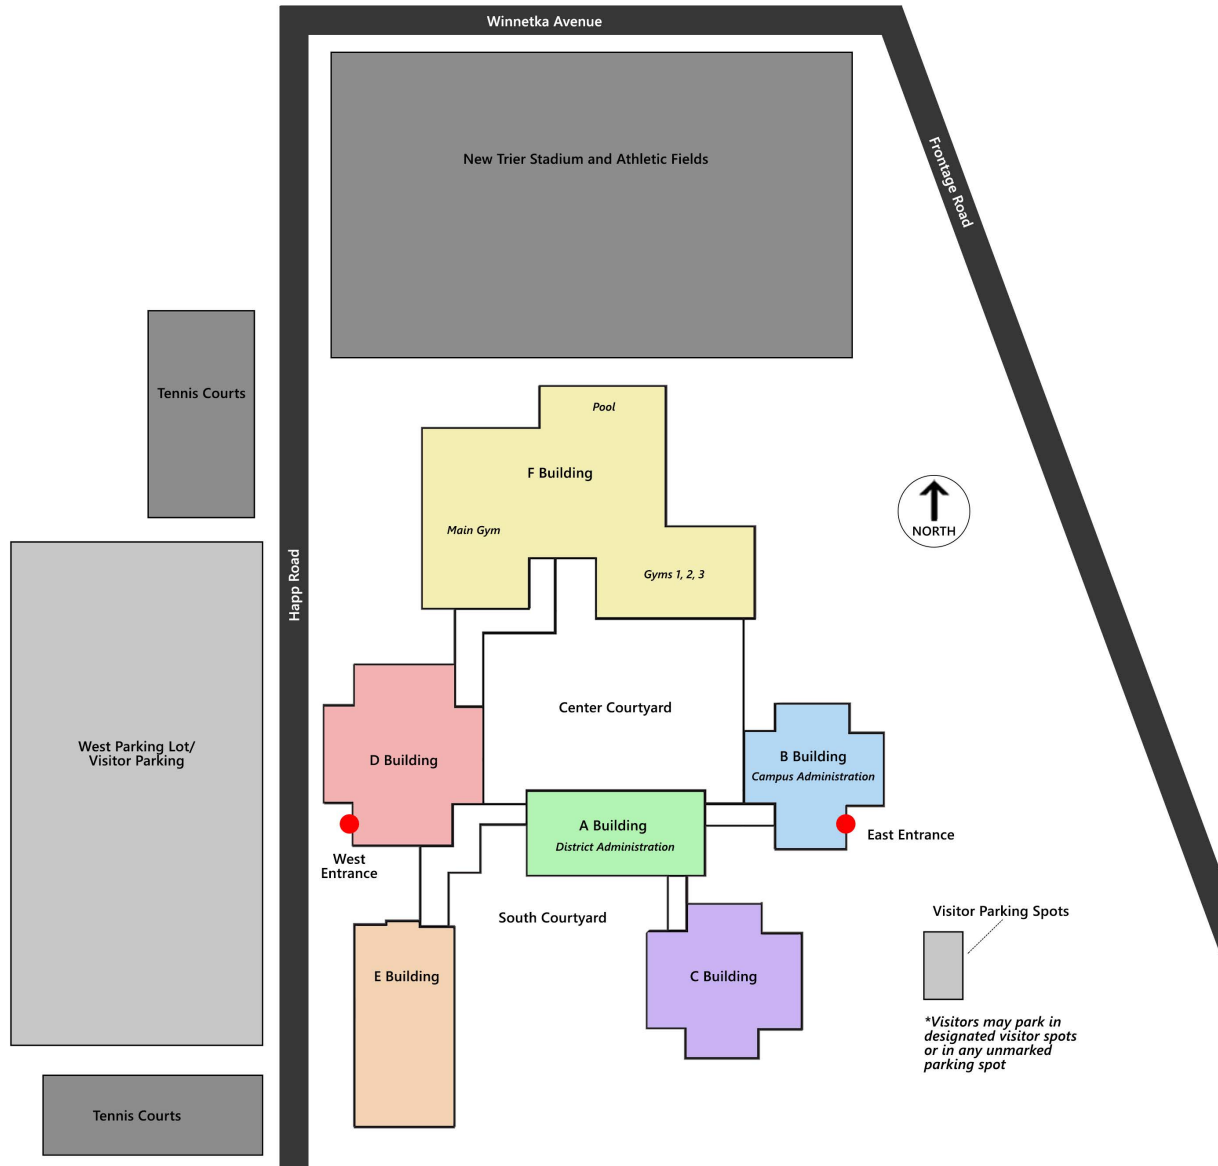 Winnetka Avenue
New Trier Stadium and Athletic Fields
Frontage Road
Tennis Courts
Pool
F Building
Main Gym
Gyms 1, 2, 3
NORTH
Happ Road
Center Courtyard
West Parking Lot/
Visitor Parking
D Building
B Building
Campus Administration
A Building
District Administration
East Entrance
West
Entrance
South Courtyard
Visitor Parking Spots
E Building
C Building
*Visitors may park in
designated visitor spots
or in any unmarked
parking spot
Tennis Courts